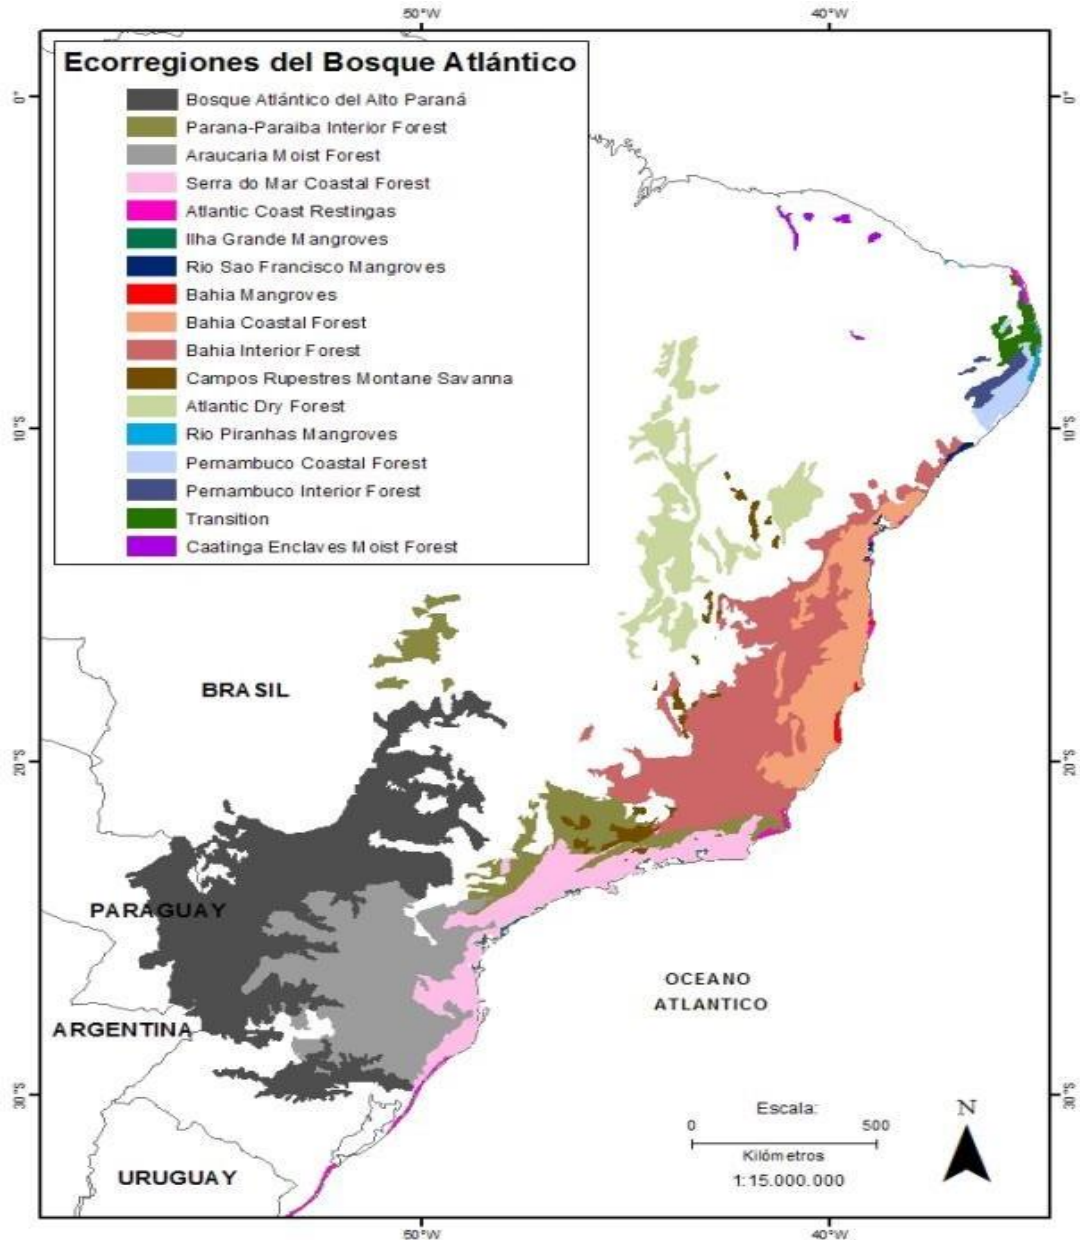 50°W 40°W
Ecorregiones del Bosque Atlántico
Bosque Atlántico del Alto Paraná
Parana-Paraiba Interior Forest
Araucaria Moist Forest
Serra do Mar Coastal Forest
Atlantic Coast Restingas
Ilha Grande Mangroves
Rio Sao Francisco Mangroves
Bahia Mangroves
Bahia Coastal Forest
Bahia Interior Forest
Campos Rupestres Montane Savanna
Atlantic Dry Forest
Rio Piranhas Mangroves
Pernambuco Coastal Forest
Pernambuco Interior Forest
Transition
Caatinga Enclaves Moist Forest
0° 0°
10°S 10°S
BRASIL
20°S 20°S
PARAGUAY
OCEANO
ATLANTICO
ARGENTINA
30°S 30°S
URUGUAY
Escala:
0 500
Kilómetros
1:15.000.000
N
50°W 40°W